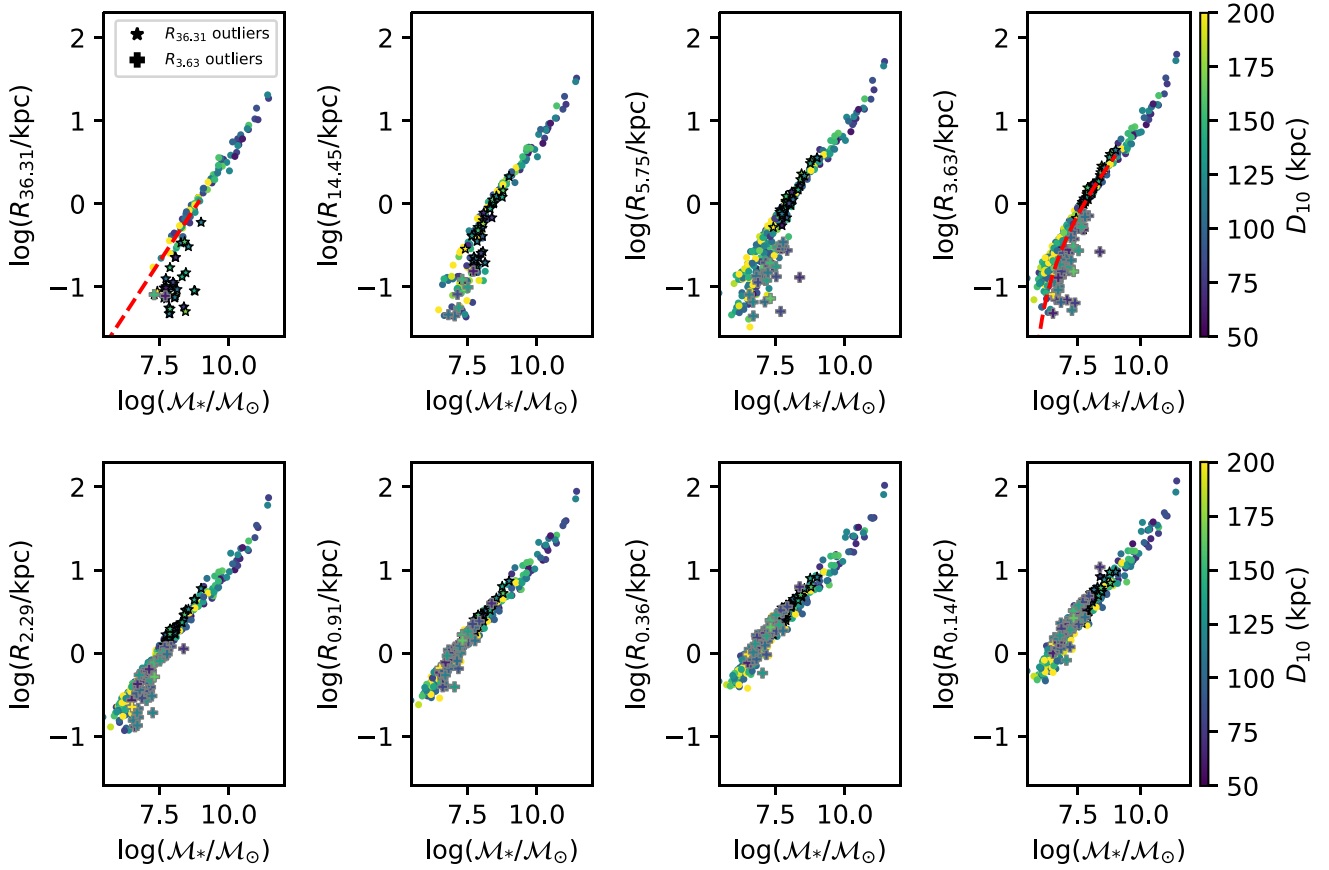 R36.31 outliers
R3.63 outliers
log(R36.31/kpc)
2
1
0
−1
7.5 10.0
log(M*/M⊙)
log(R14.45/kpc)
2
1
0
−1
7.5 10.0
log(M*/M⊙)
log(R5.75/kpc)
2
1
0
−1
7.5 10.0
log(M*/M⊙)
log(R3.63/kpc)
2
1
0
−1
7.5 10.0
log(M*/M⊙)
200
175
150
125
100
75
50
D10 (kpc)
log(R2.29/kpc)
2
1
0
−1
7.5 10.0
log(M*/M⊙)
log(R0.91/kpc)
2
1
0
−1
7.5 10.0
log(M*/M⊙)
log(R0.36/kpc)
2
1
0
−1
7.5 10.0
log(M*/M⊙)
log(R0.14/kpc)
2
1
0
−1
7.5 10.0
log(M*/M⊙)
200
175
150
125
100
75
50
D10 (kpc)